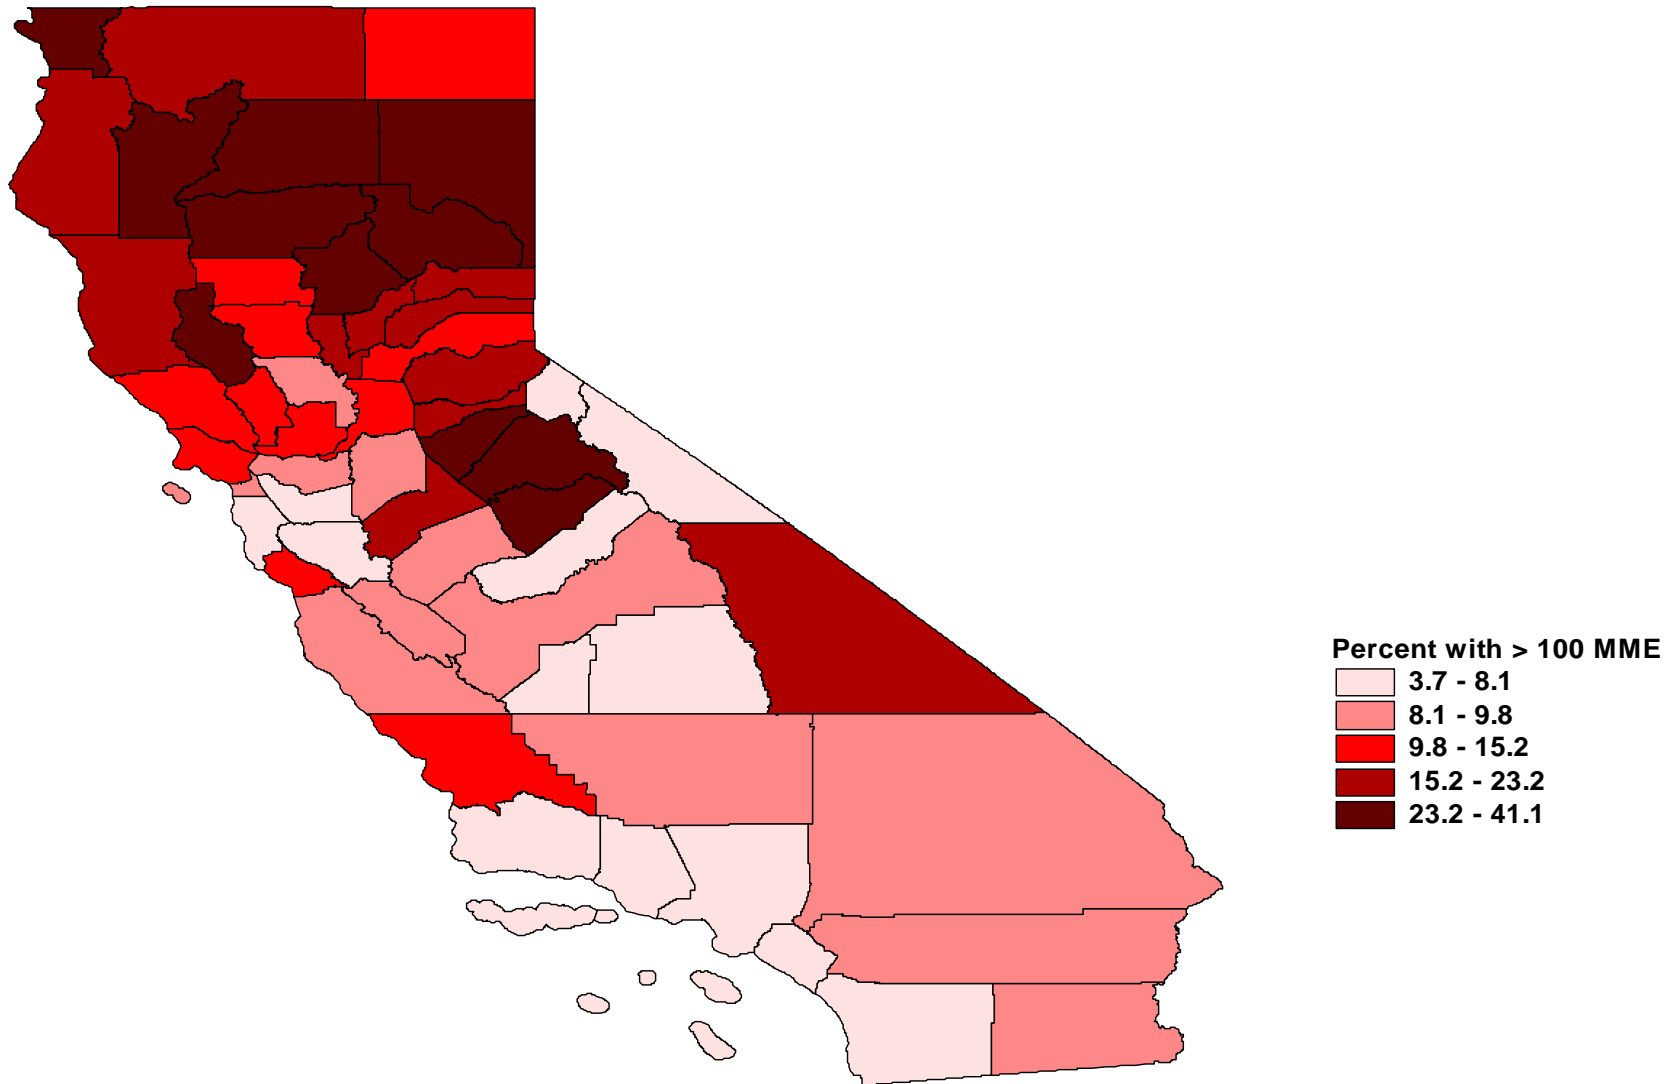 Percent with > 100 MME
3.7 - 8.1
8.1 - 9.8
9.8 - 15.2
15.2 - 23.2
23.2 - 41.1